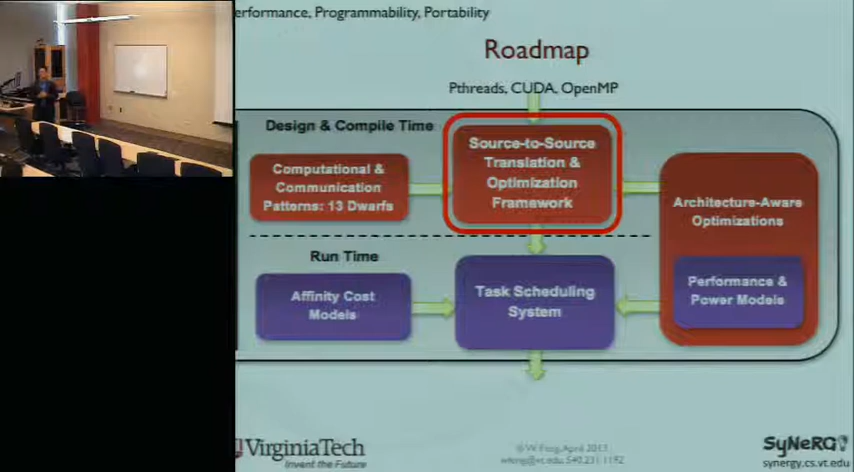 erformance, Programmability, Portability
Roadmap
Pthreads, CUDA, OpenMP
Design & Compile Time
Computational &
Communication
Patterns: 13 Dwarfs
Source-to-Source
Translation &
Optimization
Framework
Architecture-Aware
Optimizations
Run Time
Affinity Cost
Models
Task Scheduling
System
Performance &
Power Models
VirginiaTech
Invent the Future
SyNeRG
synergy.cs.vt.edu